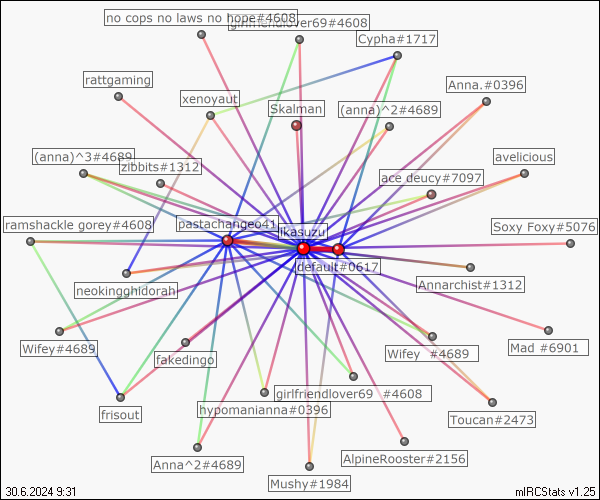 no cops no laws no hope#4608
girlfriendlover69#4608
Cypha#1717
rattgaming
xenoyaut
Skalman
(anna)^2#4689
Anna.#0396
(anna)^3#4689
zibbits#1312
ace deucy#7097
avelicious
ramshackle gorey#4608
pastachangeo41
ikasuzu
Soxy Foxy#5076
default#0617
neokingghidorah
Annarchist#1312
Wifey#4689
fakedingo
Wifey #4689
Mad #6901
frisout
hypomanianna#0396
girlfriendlover69 #4608
Toucan#2473
Anna^2#4689
AlpineRooster#2156
Mushy#1984
30.6.2024 9:31
mIRCStats v1.25